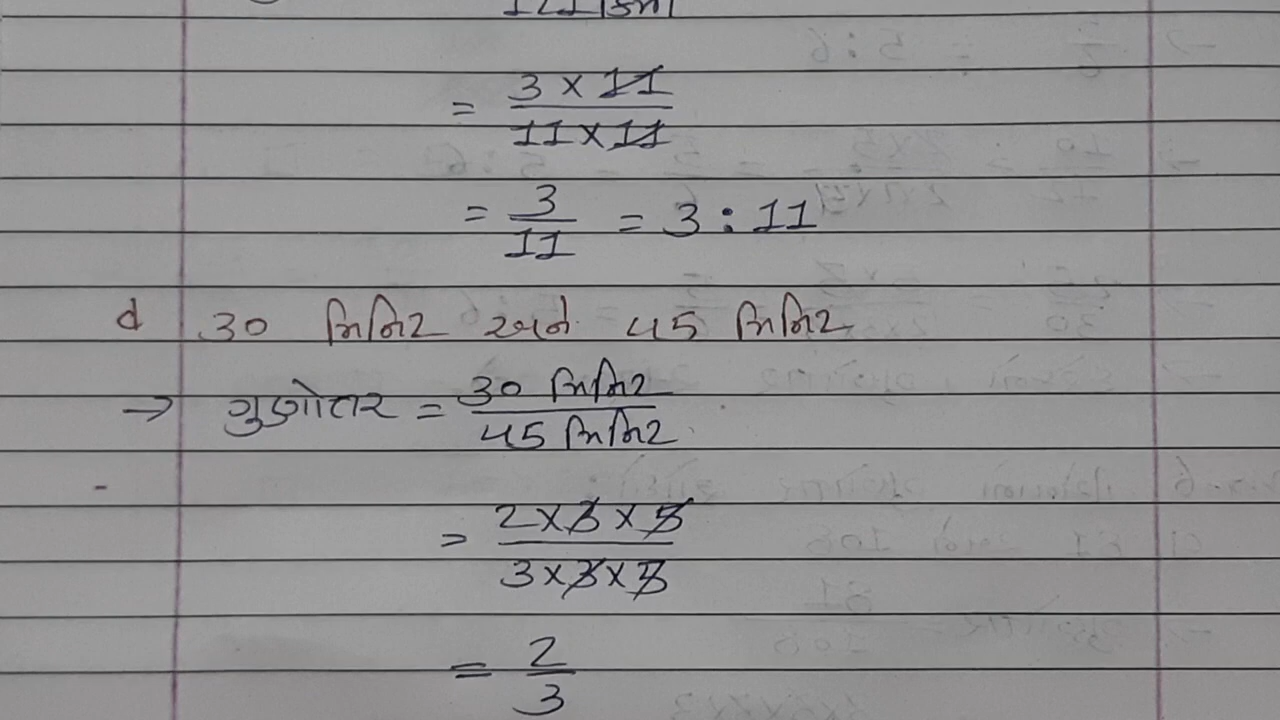 = 3 × 11
11 × 11
= 3
11
= 3 : 11
d 30 મિનિટ અને 45 મિનિટ
→ ગુણોત્તર = 30 મિનિટ
45 મિનિટ
= 2 × 3 × 5
3 × 3 × 5
= 2
3